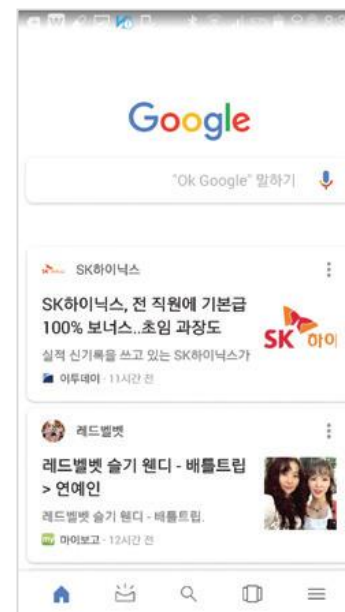 Google
"Ok Google" 말하기
SK하이닉스
SK하이닉스, 전 직원에 기본급
100% 보너스..초임 과장도
실적 신기록을 쓰고 있는 SK하이닉스가
이투데이 · 11시간 전
SK 하이
레드벨벳
레드벨벳 슬기 웬디 - 배틀트립
> 연예인
레드벨벳 슬기 웬디 - 배틀트립.
마이보고 · 12시간 전